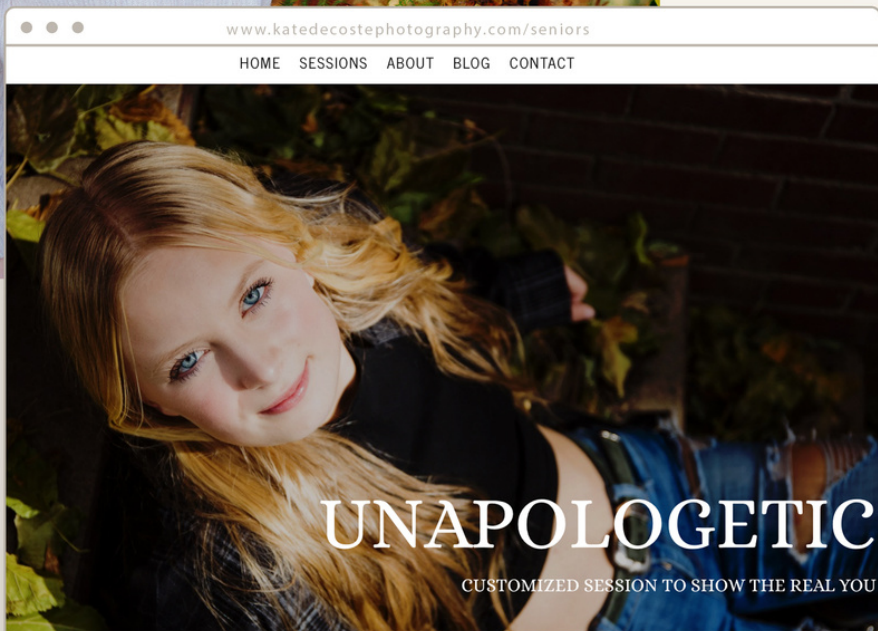 www.katedecostephotography.com/seniors
HOME SESSIONS ABOUT BLOG CONTACT
UNAPOLOGETIC
CUSTOMIZED SESSION TO SHOW THE REAL YOU